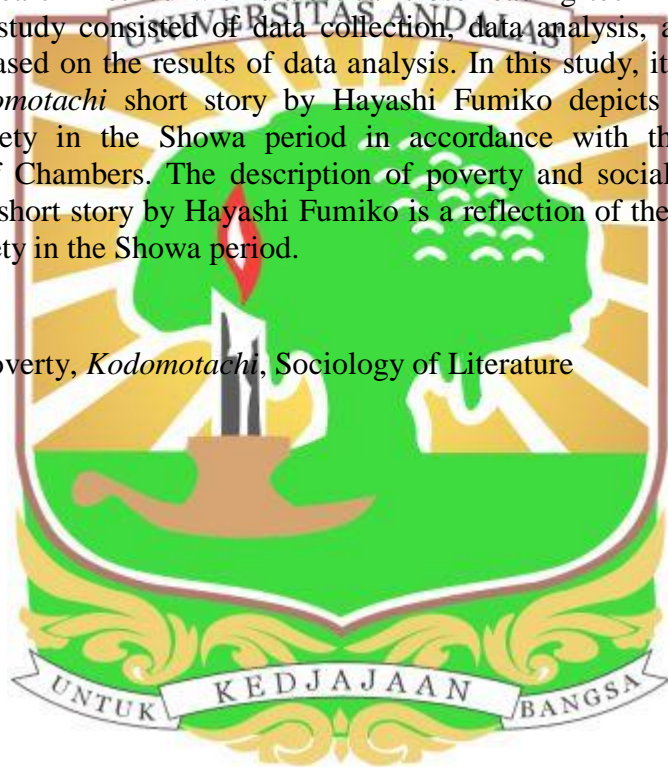 UNIVERSITAS ANDALAS
study consisted of data collection, data analysis, a
ased on the results of data analysis. In this study, it
omotachi short story by Hayashi Fumiko depicts
ety in the Showa period in accordance with th
f Chambers. The description of poverty and social
short story by Hayashi Fumiko is a reflection of the
ety in the Showa period.
overty, Kodomotachi, Sociology of Literature
UNTUK KEDJAJAAN BANGSA